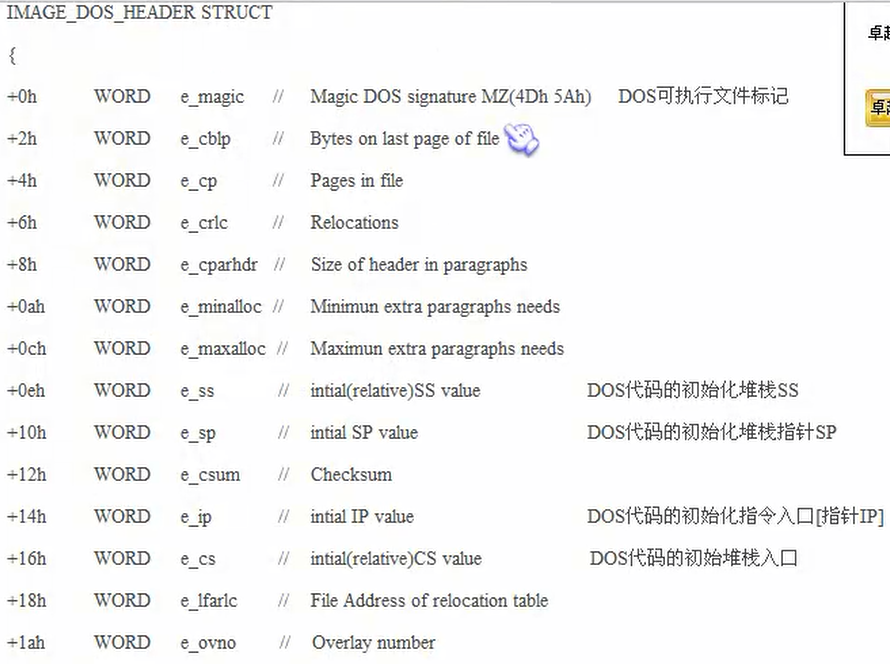 IMAGE_DOS_HEADER STRUCT
{
+0h WORD e_magic // Magic DOS signature MZ(4Dh 5Ah) DOS可执行文件标记
+2h WORD e_cblp // Bytes on last page of file
+4h WORD e_cp // Pages in file
+6h WORD e_crlc // Relocations
+8h WORD e_cparhdr // Size of header in paragraphs
+0ah WORD e_minalloc // Minimun extra paragraphs needs
+0ch WORD e_maxalloc // Maximun extra paragraphs needs
+0eh WORD e_ss // intial(relative)SS value DOS代码的初始化堆栈SS
+10h WORD e_sp // intial SP value DOS代码的初始化堆栈指针SP
+12h WORD e_csum // Checksum
+14h WORD e_ip // intial IP value DOS代码的初始化指令入口[指针IP]
+16h WORD e_cs // intial(relative)CS value DOS代码的初始堆栈入口
+18h WORD e_lfarlc // File Address of relocation table
+1ah WORD e_ovno // Overlay number
卓
卓